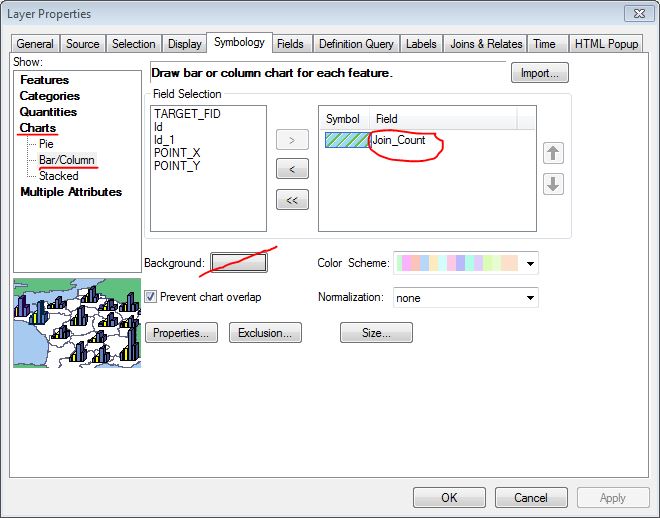 Layer Properties
General Source Selection Display Symbology Fields Definition Query Labels Joins & Relates Time HTML Popup
Show:
Features
Categories
Quantities
Charts
Pie
Bar/Column
Stacked
Multiple Attributes
Draw bar or column chart for each feature.
Import...
Field Selection
TARGET_FID
Id
Id_1
POINT_X
POINT_Y
>
<
<<
Symbol Field
Join_Count
Background:
Color Scheme:
Prevent chart overlap
Normalization: none
Properties... Exclusion... Size...
OK Cancel Apply